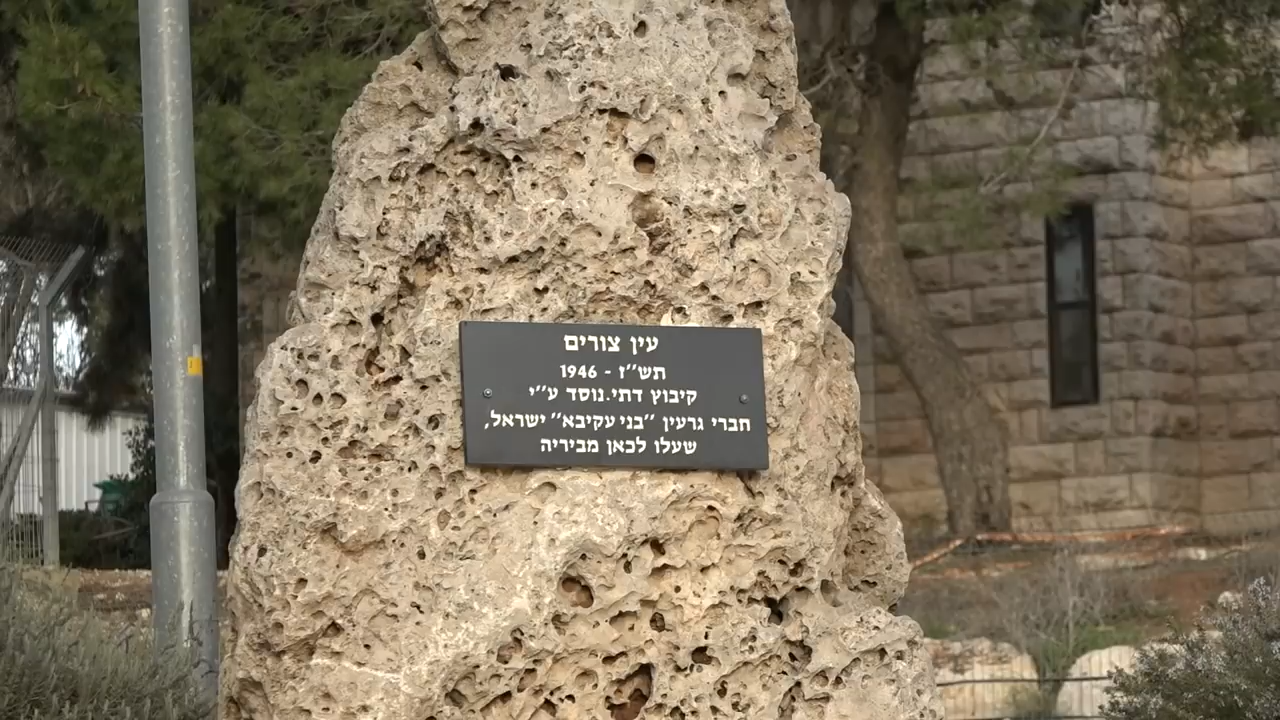 עין צורים
תש"ז - 1946
קיבוץ דתי.נוסד ע"י
חברי גרעין "בני עקיבא" ישראל,
שעלו לכאן מביריה